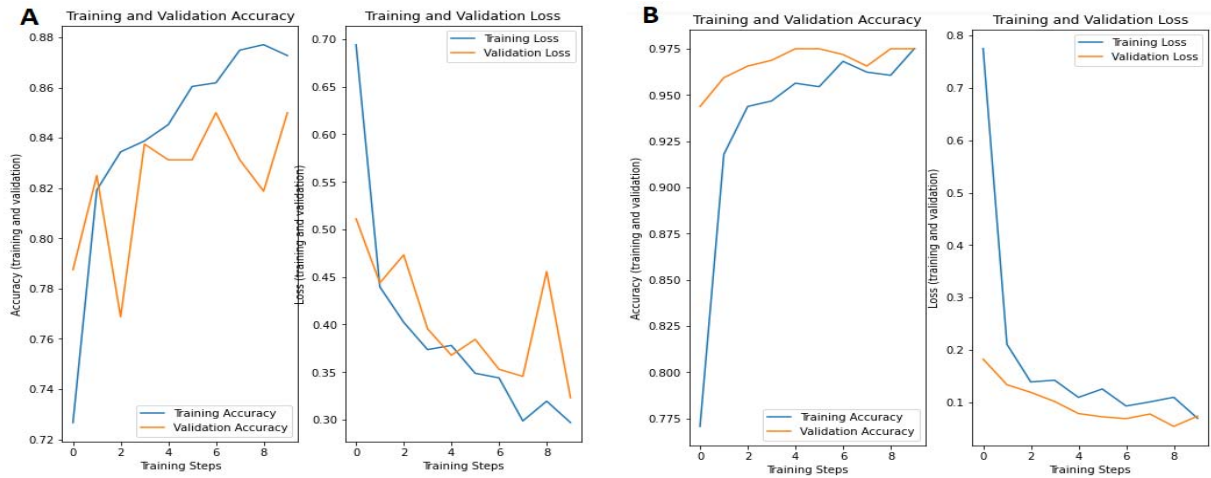 A
Training and Validation Accuracy
Accuracy (training and validation)
0.88
0.86
0.84
0.82
0.80
0.78
0.76
0.74
0.72
Training Accuracy
Validation Accuracy
0 2 4 6 8
Training Steps
Training and Validation Loss
Loss (training and validation)
0.70
0.65
0.60
0.55
0.50
0.45
0.40
0.35
0.30
Training Loss
Validation Loss
0 2 4 6 8
Training Steps
B
Training and Validation Accuracy
Accuracy (training and validation)
0.975
0.950
0.925
0.900
0.875
0.850
0.825
0.800
0.775
Training Accuracy
Validation Accuracy
0 2 4 6 8
Training Steps
Training and Validation Loss
Loss (training and validation)
0.8
0.7
0.6
0.5
0.4
0.3
0.2
0.1
Training Loss
Validation Loss
0 2 4 6 8
Training Steps